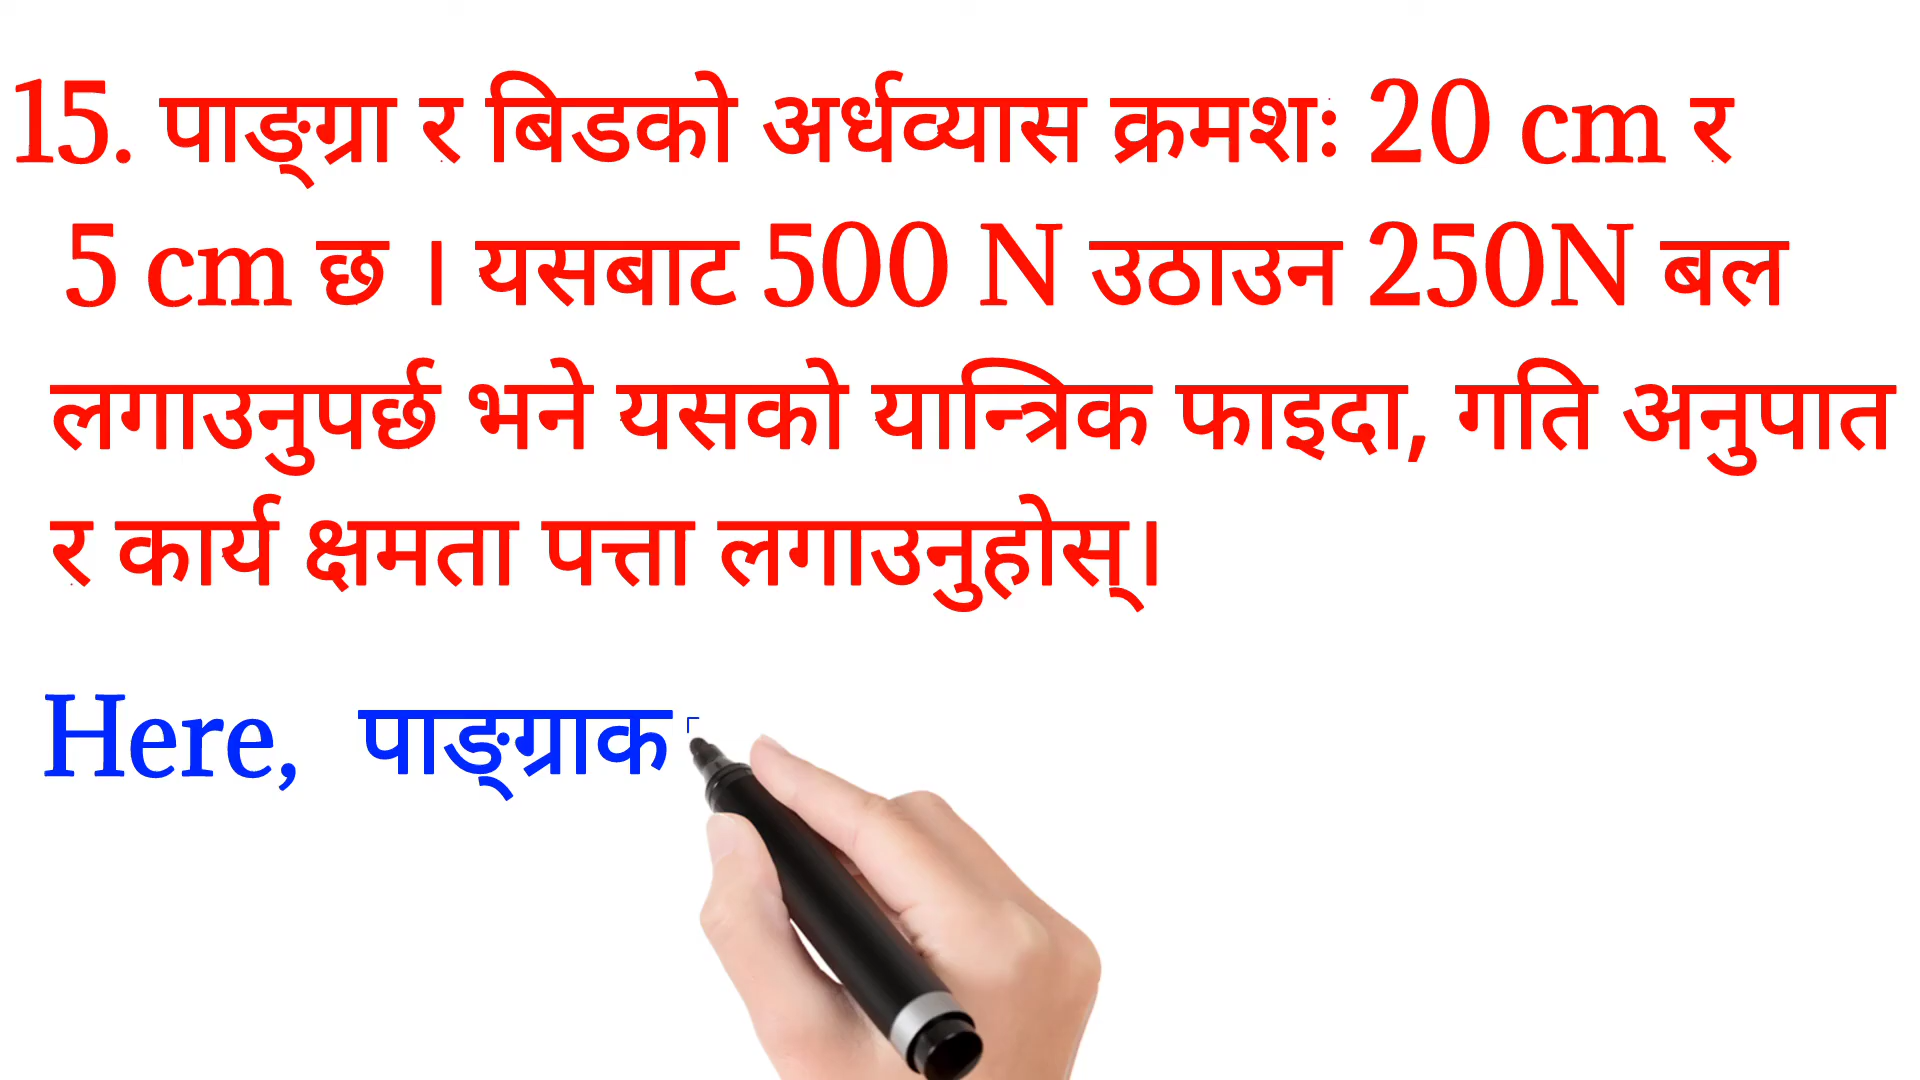 15. पाङ्ग्रा र बिडको अर्धव्यास क्रमशः 20 cm र
5 cm छ । यसबाट 500 N उठाउन 250N बल
लगाउनुपर्छ भने यसको यान्त्रिक फाइदा, गति अनुपात
र कार्य क्षमता पत्ता लगाउनुहोस्।
Here, पाङ्ग्राक